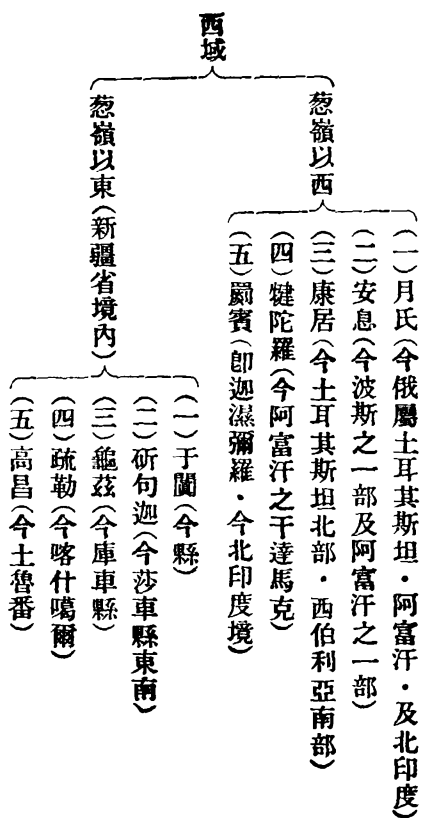 西域
葱嶺以西
(一)月氏(今俄屬土耳其斯坦·阿富汗·及北印度)
(二)安息(今波斯之一部及阿富汗之一部)
(三)康居(今土耳其斯坦北部·西伯利亞南部)
(四)犍陀羅(今阿富汗之干達馬克)
(五)罽賓(卽迦濕彌羅·今北印度境)
葱嶺以東(新疆省境內)
(一)于闐(今縣)
(二)斫句迦(今莎車縣東南)
(三)龜茲(今庫車縣)
(四)疏勒(今喀什噶爾)
(五)高昌(今土魯番)